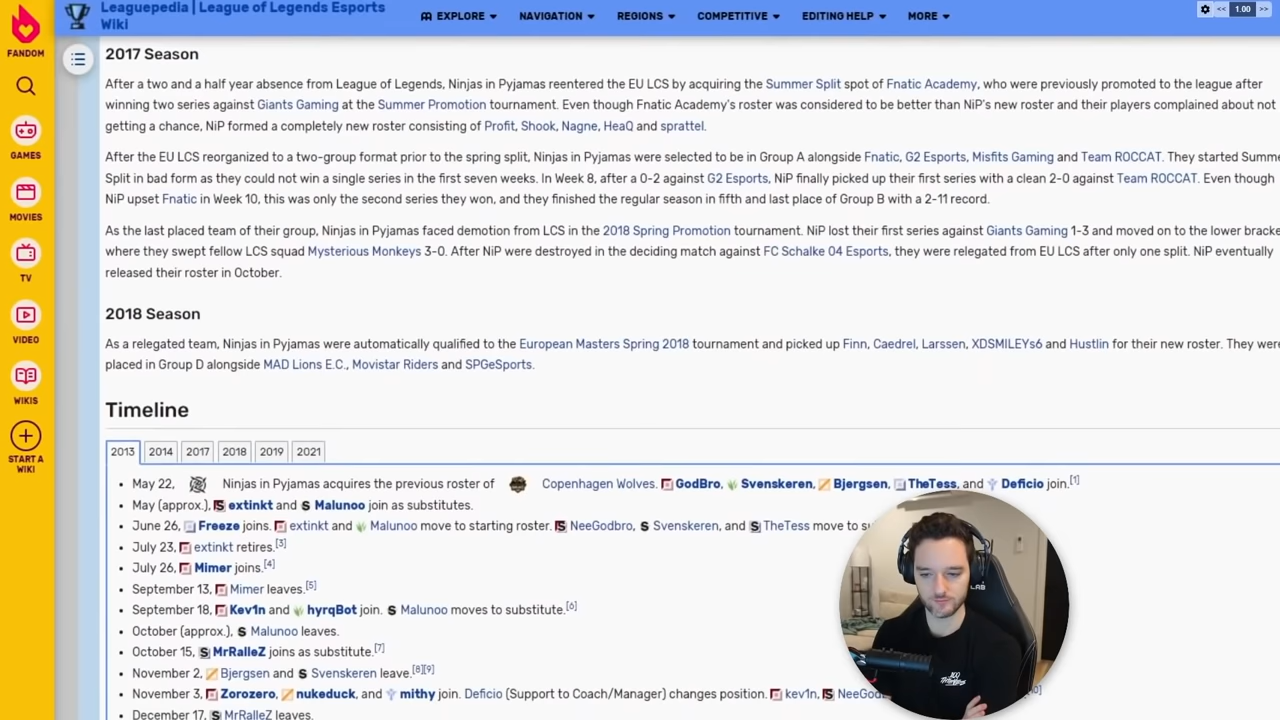 Leaguepedia | League of Legends Esports
Wiki
EXPLORE
NAVIGATION
REGIONS
COMPETITIVE
EDITING HELP
MORE
<< 1.00 >>
FANDOM
GAMES
MOVIES
TV
VIDEO
WIKIS
START A
WIKI
2017 Season
After a two and a half year absence from League of Legends, Ninjas in Pyjamas reentered the EU LCS by acquiring the Summer Split spot of Fnatic Academy, who were previously promoted to the league after
winning two series against Giants Gaming at the Summer Promotion tournament. Even though Fnatic Academy's roster was considered to be better than NiP's new roster and their players complained about not
getting a chance, NiP formed a completely new roster consisting of Profit, Shook, Nagne, HeaQ and sprattel.
After the EU LCS reorganized to a two-group format prior to the spring split, Ninjas in Pyjamas were selected to be in Group A alongside Fnatic, G2 Esports, Misfits Gaming and Team ROCCAT. They started
Split in bad form as they could not win a single series in the first seven weeks. In Week 8, after a 0-2 against G2 Esports, NiP finally picked up their first series with a clean 2-0 against Team ROCCAT. Even though
NiP upset Fnatic in Week 10, this was only the second series they won, and they finished the regular season in fifth and last place of Group B with a 2-11 record.
As the last placed team of their group, Ninjas in Pyjamas faced demotion from LCS in the 2018 Spring Promotion tournament. NiP lost their first series against Giants Gaming 1-3 and moved on to the lower
where they swept fellow LCS squad Mysterious Monkeys 3-0. After NiP were destroyed in the deciding match against FC Schalke 04 Esports, they were relegated from EU LCS after only one split. NiP eventually
released their roster in October.
2018 Season
As a relegated team, Ninjas in Pyjamas were automatically qualified to the European Masters Spring 2018 tournament and picked up Finn, Caedrel, Larssen, XDSMILEYs6 and Hustlin for their new roster. They were
placed in Group D alongside MAD Lions E.C., Movistar Riders and SPGeSports.
Timeline
2013 2014 2017 2018 2019 2021
May 22, Ninjas in Pyjamas acquires the previous roster of Copenhagen Wolves. GodBro, Svenskeren, Bjergsen, TheTess, and Deficio join.[1]
May (approx.), extinkt and Malunoo join as substitutes.
June 26, Freeze joins. extinkt and Malunoo move to starting roster. NeeGodbro, Svenskeren, and TheTess move to
July 23, extinkt retires.[3]
July 26, Mimer joins.[4]
September 13, Mimer leaves.[5]
September 18, Kev1n and hyrqBot join. Malunoo moves to substitute.[6]
October (approx.), Malunoo leaves.
October 15, MrRalleZ joins as substitute.[7]
November 2, Bjergsen and Svenskeren leave.[8][9]
November 3, Zorozero, nukeduck, and mithy join. Deficio (Support to Coach/Manager) changes position. kev1n,
December 17, MrRalleZ leaves.